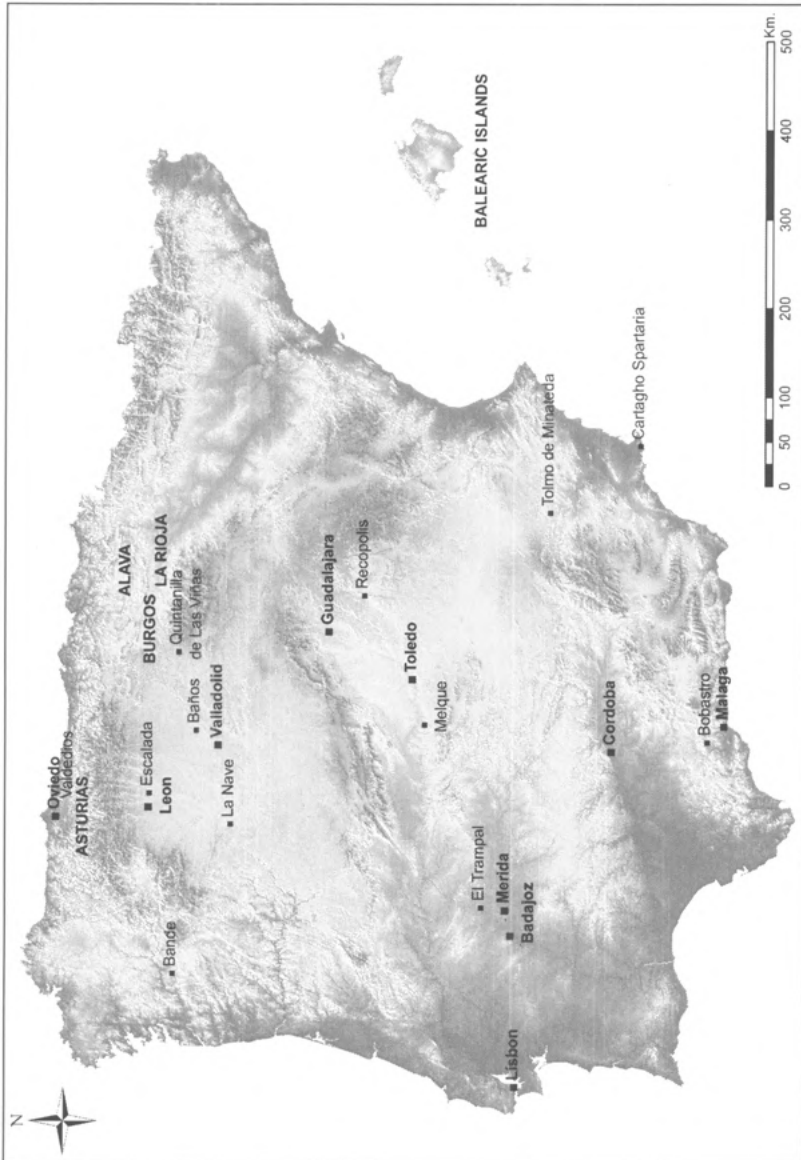 N
Oviedo
Valdedios
ASTURIAS
Escalada
Leon
Bande
ALAVA
BURGOS
LA RIOJA
Quintanilla
de Las Viñas
Baños
Valladolid
La Nave
Guadalajara
Recopolis
Toledo
Melque
El Trampal
Merida
Badajoz
Lisbon
Cordoba
Bobastro
Malaga
Tolmo de Minateda
Cartagho Spartaria
BALEARIC ISLANDS
0 50 100 200 300 400 500
Km.